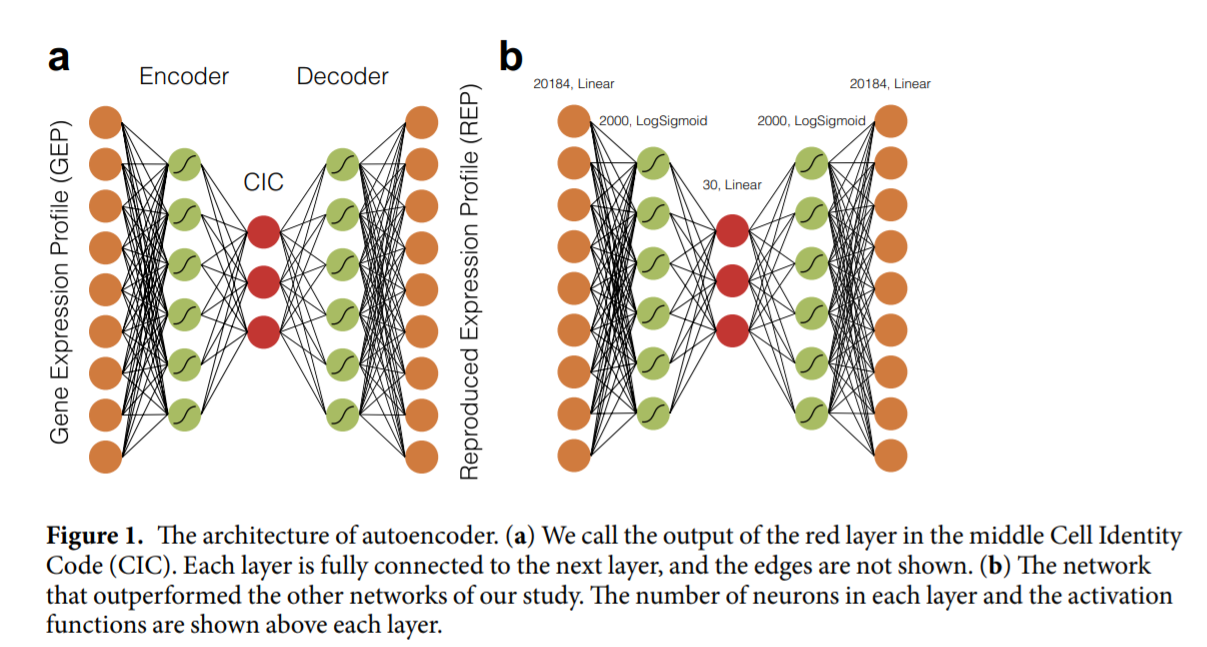 a
Encoder
Decoder
Gene Expression Profile (GEP)
CIC
Reproduced Expression Profile (REP)
b
20184, Linear
20184, Linear
2000, LogSigmoid
2000, LogSigmoid
30, Linear
Figure 1. The architecture of autoencoder. (a) We call the output of the red layer in the middle Cell Identity
Code (CIC). Each layer is fully connected to the next layer, and the edges are not shown. (b) The network
that outperformed the other networks of our study. The number of neurons in each layer and the activation
functions are shown above each layer.